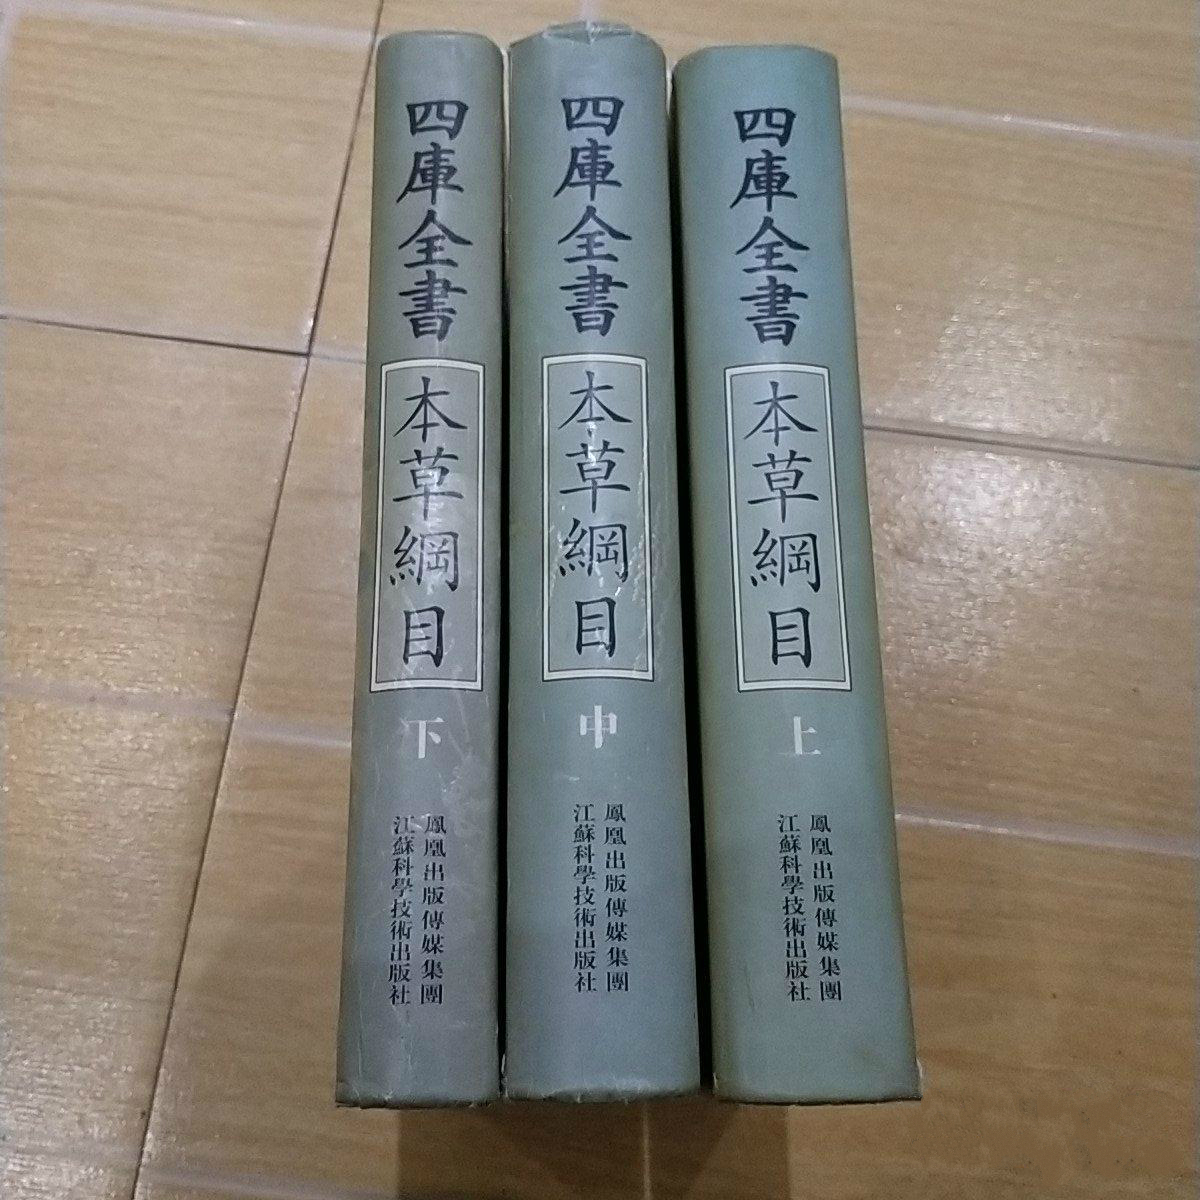 四庫全書
本草綱目
上
鳳凰出版傳媒集團
江蘇科學技術出版社
四庫全書
本草綱目
中
鳳凰出版傳媒集團
江蘇科學技術出版社
四庫全書
本草綱目
下
鳳凰出版傳媒集團
江蘇科學技術出版社